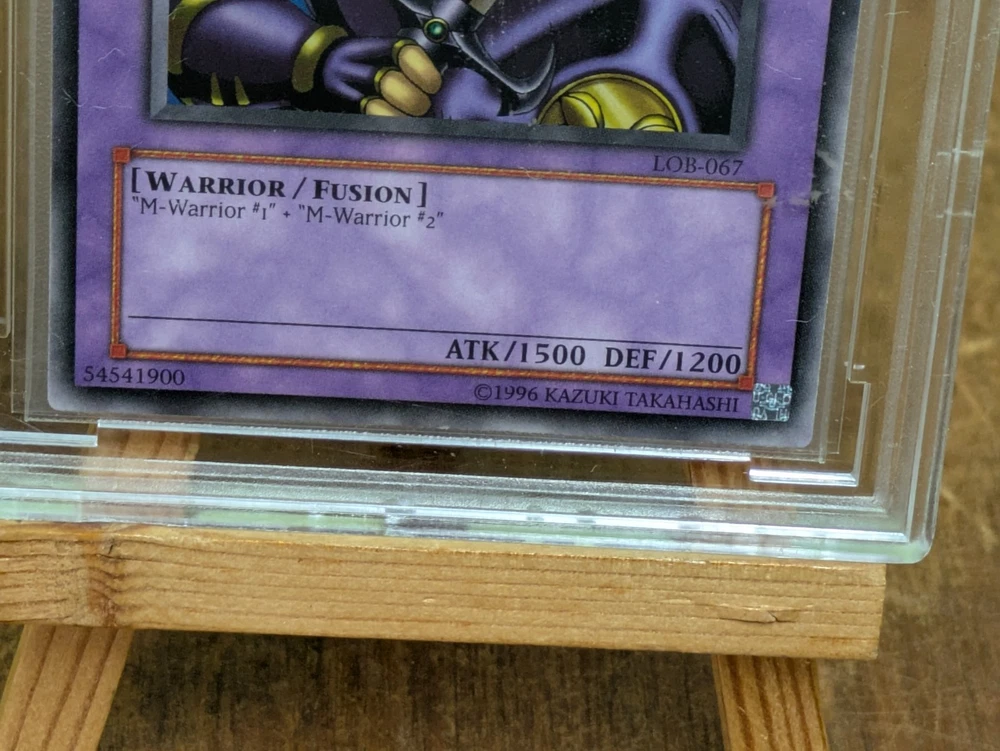 LOB-067
[WARRIOR / FUSION]
"M-Warrior #1" + "M-Warrior #2"
ATK/1500 DEF/1200
54541900
©1996 KAZUKI TAKAHASHI